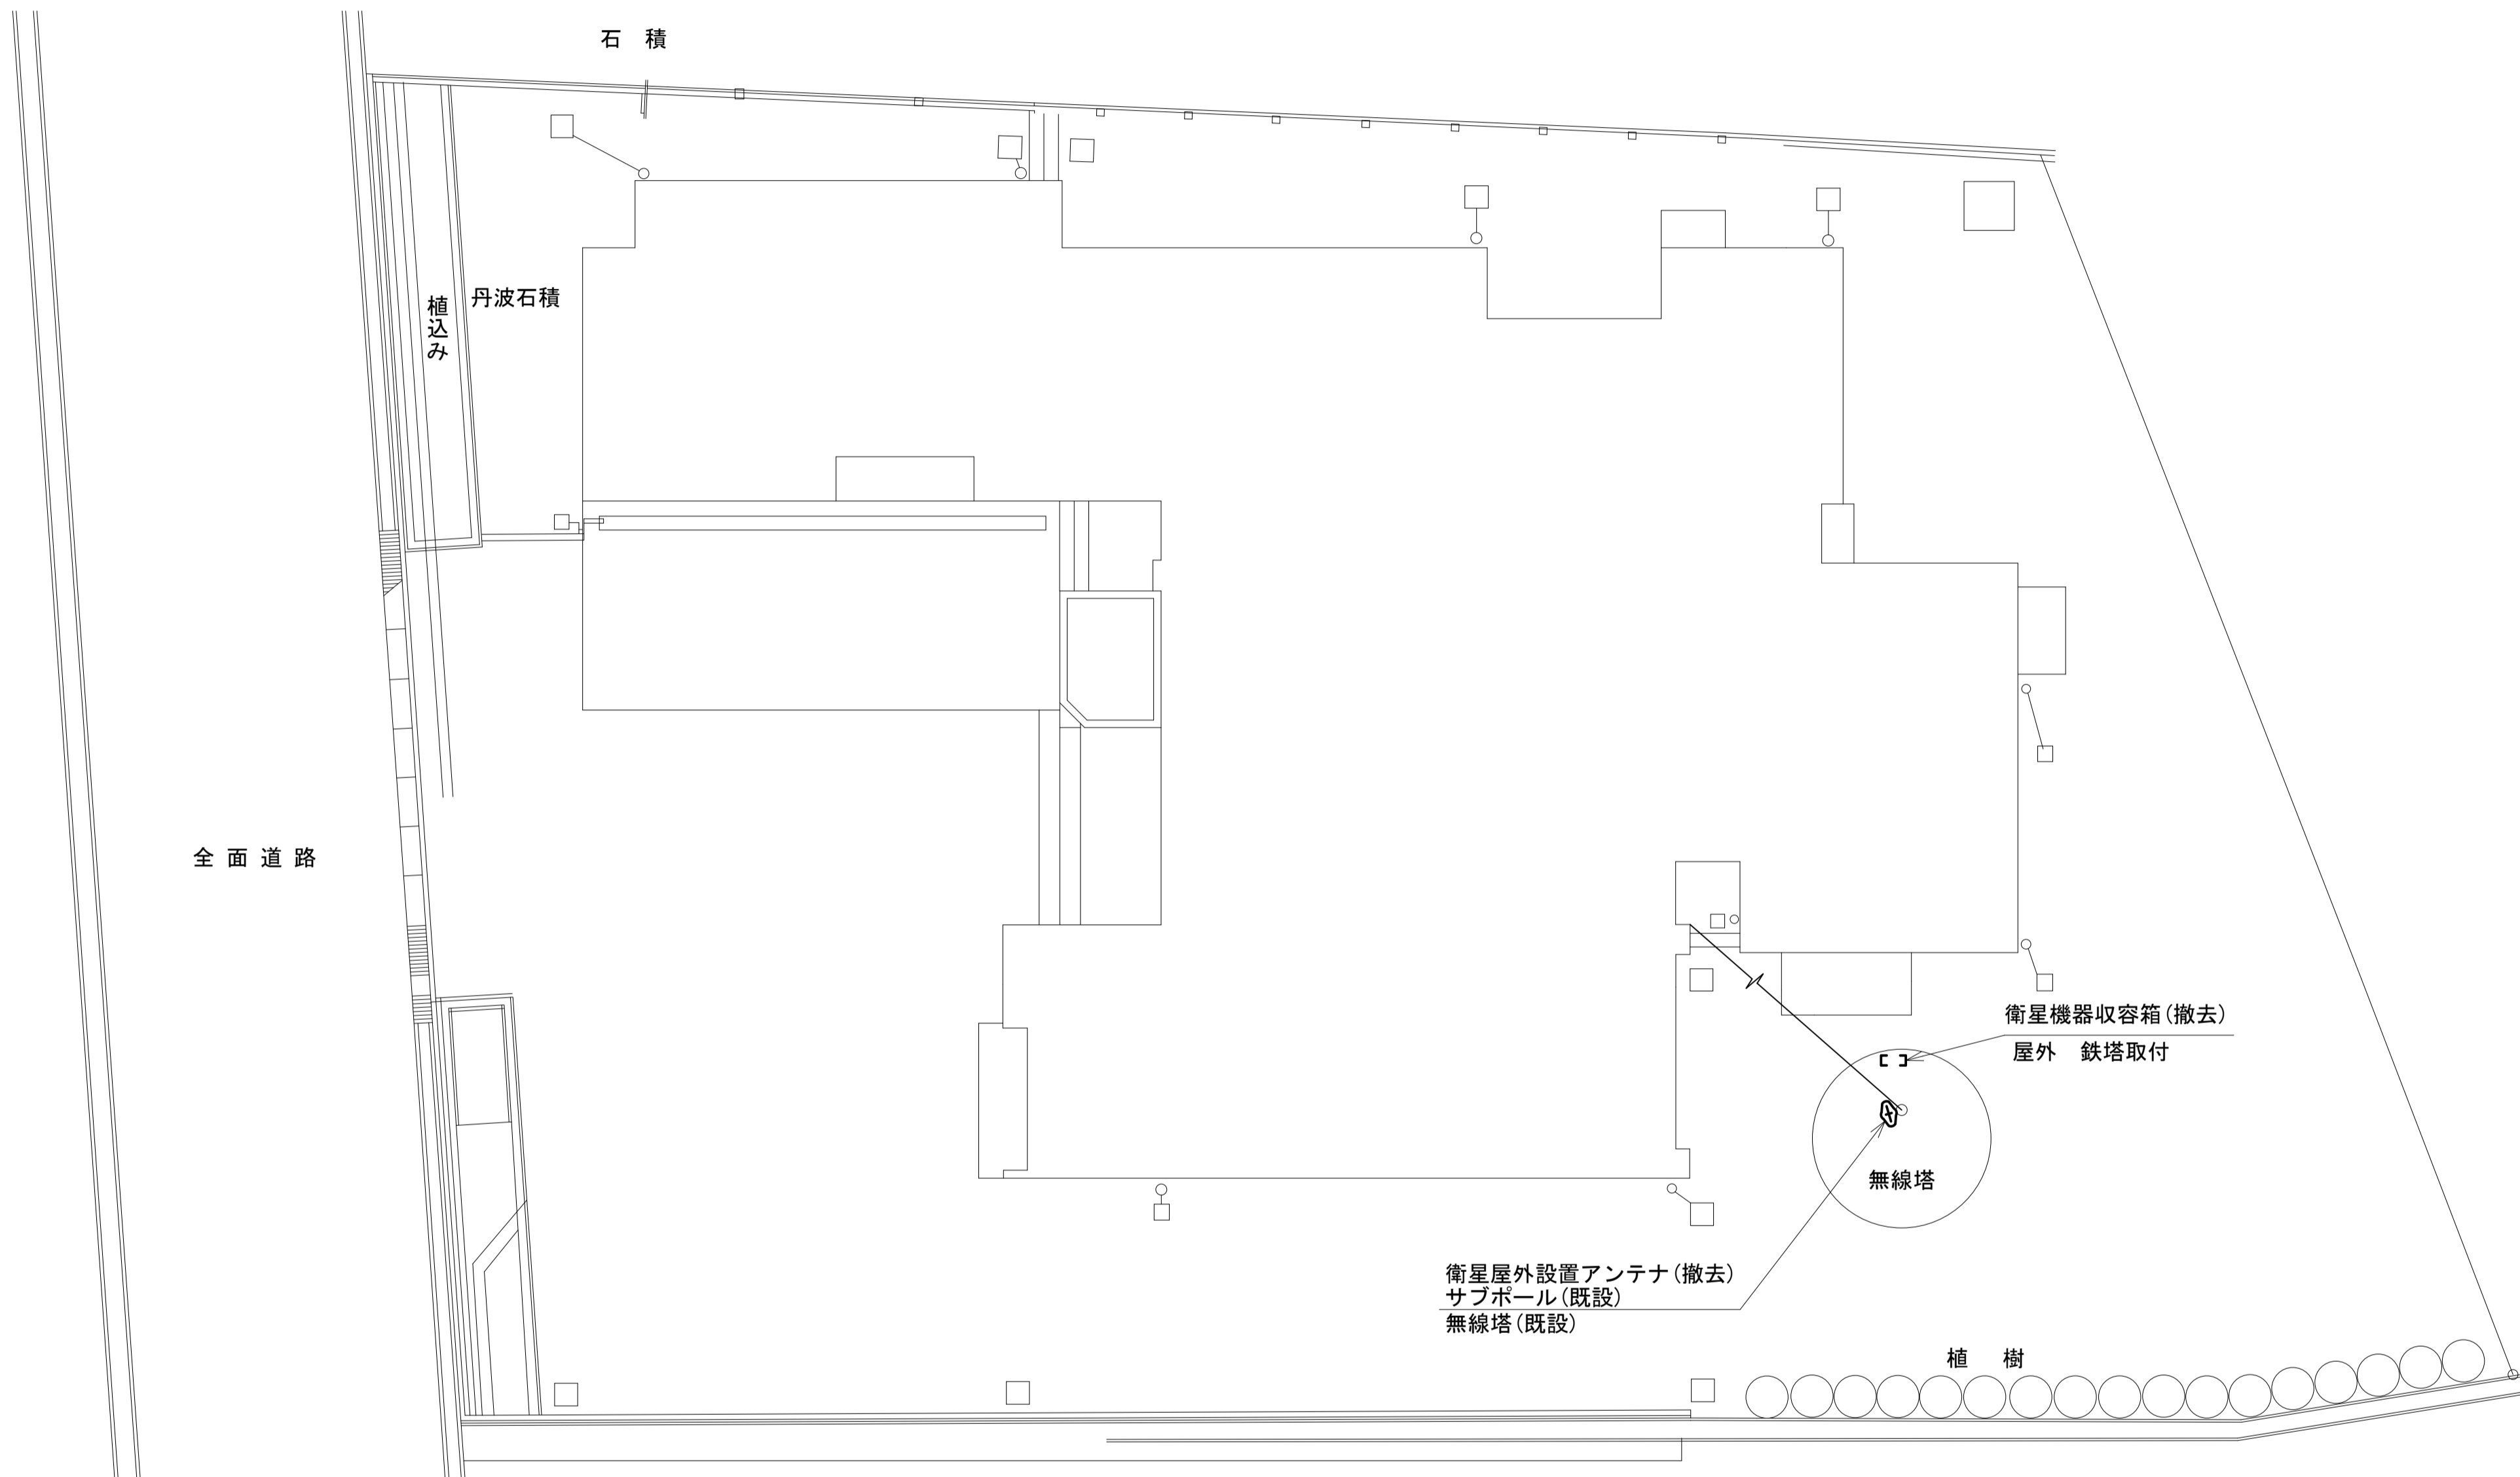 石　積
植込み
丹波石積
全面道路
衛星機器収容箱（撤去）
屋外　鉄塔取付
無線塔
衛星屋外設置アンテナ（撤去）
サブポール（既設）
無線塔（既設）
植　樹